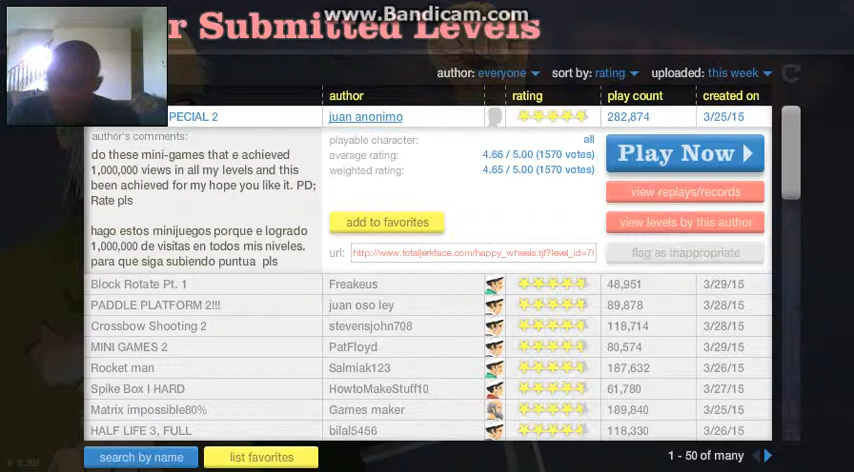 www.Bandicam.com
r Submitted Levels
author: everyone sort by: rating uploaded: this week
author rating play count created on
PECIAL 2 juan anonimo 282,874 3/25/15
author's comments:
do these mini-games that e achieved
1,000,000 views in all my levels and this
been achieved for my hope you like it. PD;
Rate pls
hago estos minijuegos porque e logrado
1,000,000 de visitas en todos mis niveles.
para que siga subiendo puntua pls
playable character: all
average rating: 4.66 / 5.00 (1570 votes)
weighted rating: 4.65 / 5.00 (1570 votes)
add to favorites
url: http://www.totaljerkface.com/happy_wheels.tjf?level_id=7
Play Now
view replays/records
view levels by this author
flag as inappropriate
Block Rotate Pt. 1 Freakeus 48,951 3/29/15
PADDLE PLATFORM 2!!! juan oso ley 89,878 3/28/15
Crossbow Shooting 2 stevensjohn708 118,714 3/28/15
MINI GAMES 2 PatFloyd 80,574 3/29/15
Rocket man Salmiak123 187,632 3/26/15
Spike Box I HARD HowtoMakeStuff10 61,780 3/27/15
Matrix impossible80% Games maker 189,840 3/25/15
HALF LIFE 3, FULL bilal5456 118,330 3/26/15
search by name list favorites 1 - 50 of many
v 1.50